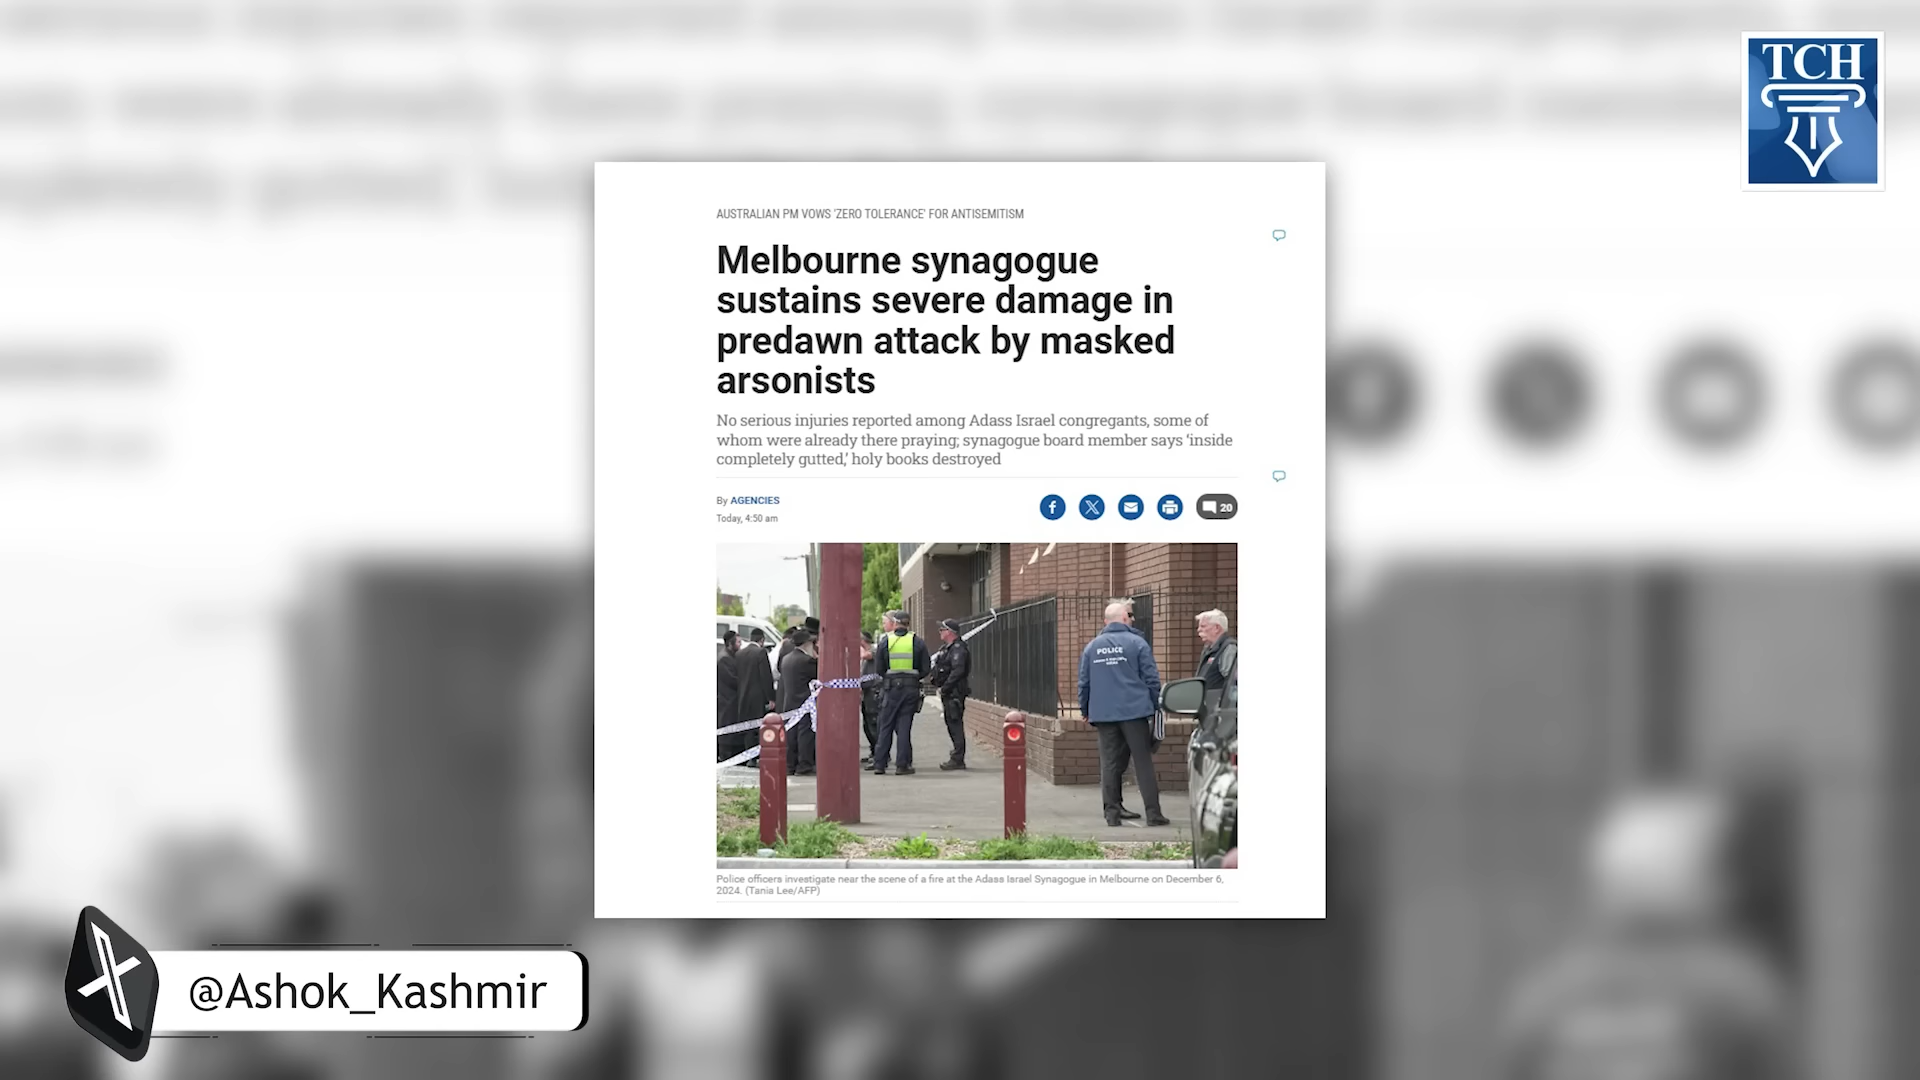 TCH
AUSTRALIAN PM VOWS 'ZERO TOLERANCE' FOR ANTISEMITISM
Melbourne synagogue
sustains severe damage in
predawn attack by masked
arsonists
No serious injuries reported among Adass Israel congregants, some of
whom were already there praying; synagogue board member says 'inside
completely gutted,' holy books destroyed
By AGENCIES
Today, 4:50 am
20
POLICE
Police officers investigate near the scene of a fire at the Adass Israel Synagogue in Melbourne on December 6,
2024. (Tania Lee/AFP)
@Ashok_Kashmir